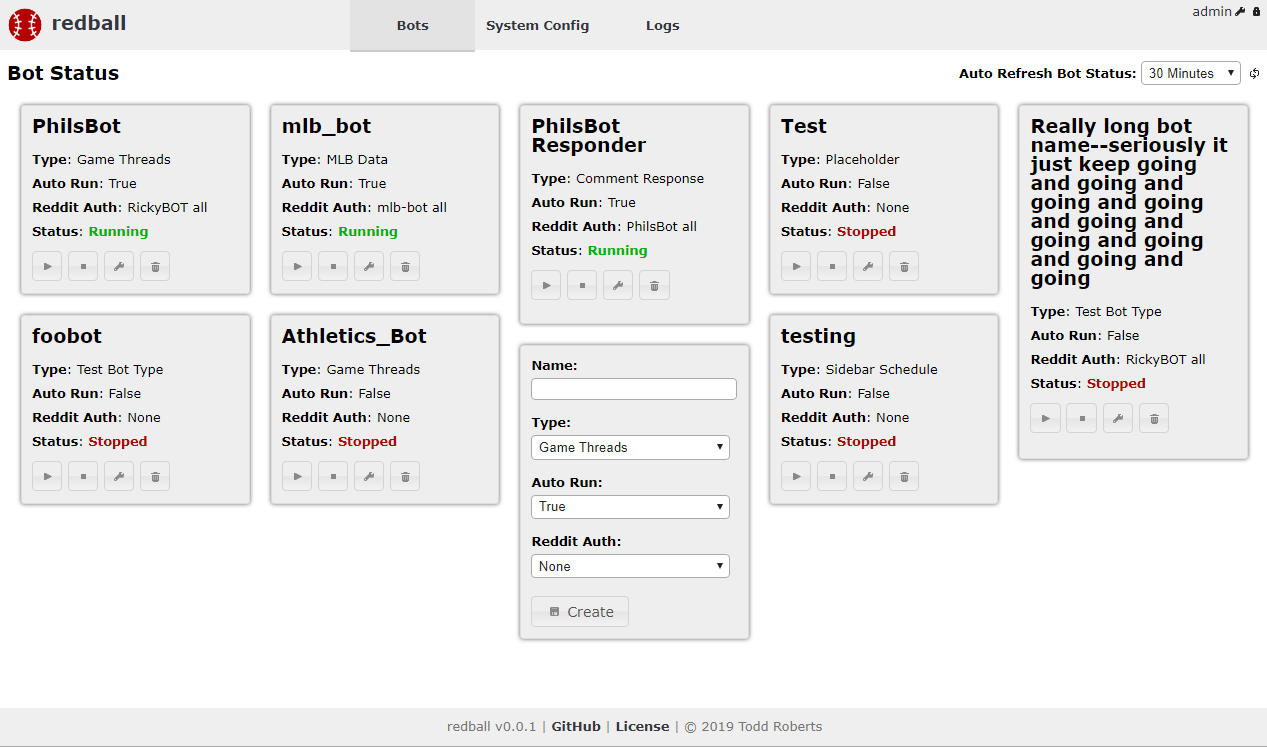 redball
Bots
System Config
Logs
admin
Bot Status
Auto Refresh Bot Status: 30 Minutes
PhilsBot
Type: Game Threads
Auto Run: True
Reddit Auth: RickyBOT all
Status: Running
mlb_bot
Type: MLB Data
Auto Run: True
Reddit Auth: mlb-bot all
Status: Running
PhilsBot
Responder
Type: Comment Response
Auto Run: True
Reddit Auth: PhilsBot all
Status: Running
Test
Type: Placeholder
Auto Run: False
Reddit Auth: None
Status: Stopped
Really long bot
name--seriously it
just keep going
and going and
going and going
and going and
going and going
and going and
going
Type: Test Bot Type
Auto Run: False
Reddit Auth: RickyBOT all
Status: Stopped
foobot
Type: Test Bot Type
Auto Run: False
Reddit Auth: None
Status: Stopped
Athletics_Bot
Type: Game Threads
Auto Run: False
Reddit Auth: None
Status: Stopped
Name:
Type:
Game Threads
Auto Run:
True
Reddit Auth:
None
Create
testing
Type: Sidebar Schedule
Auto Run: False
Reddit Auth: None
Status: Stopped
redball v0.0.1 | GitHub | License | © 2019 Todd Roberts